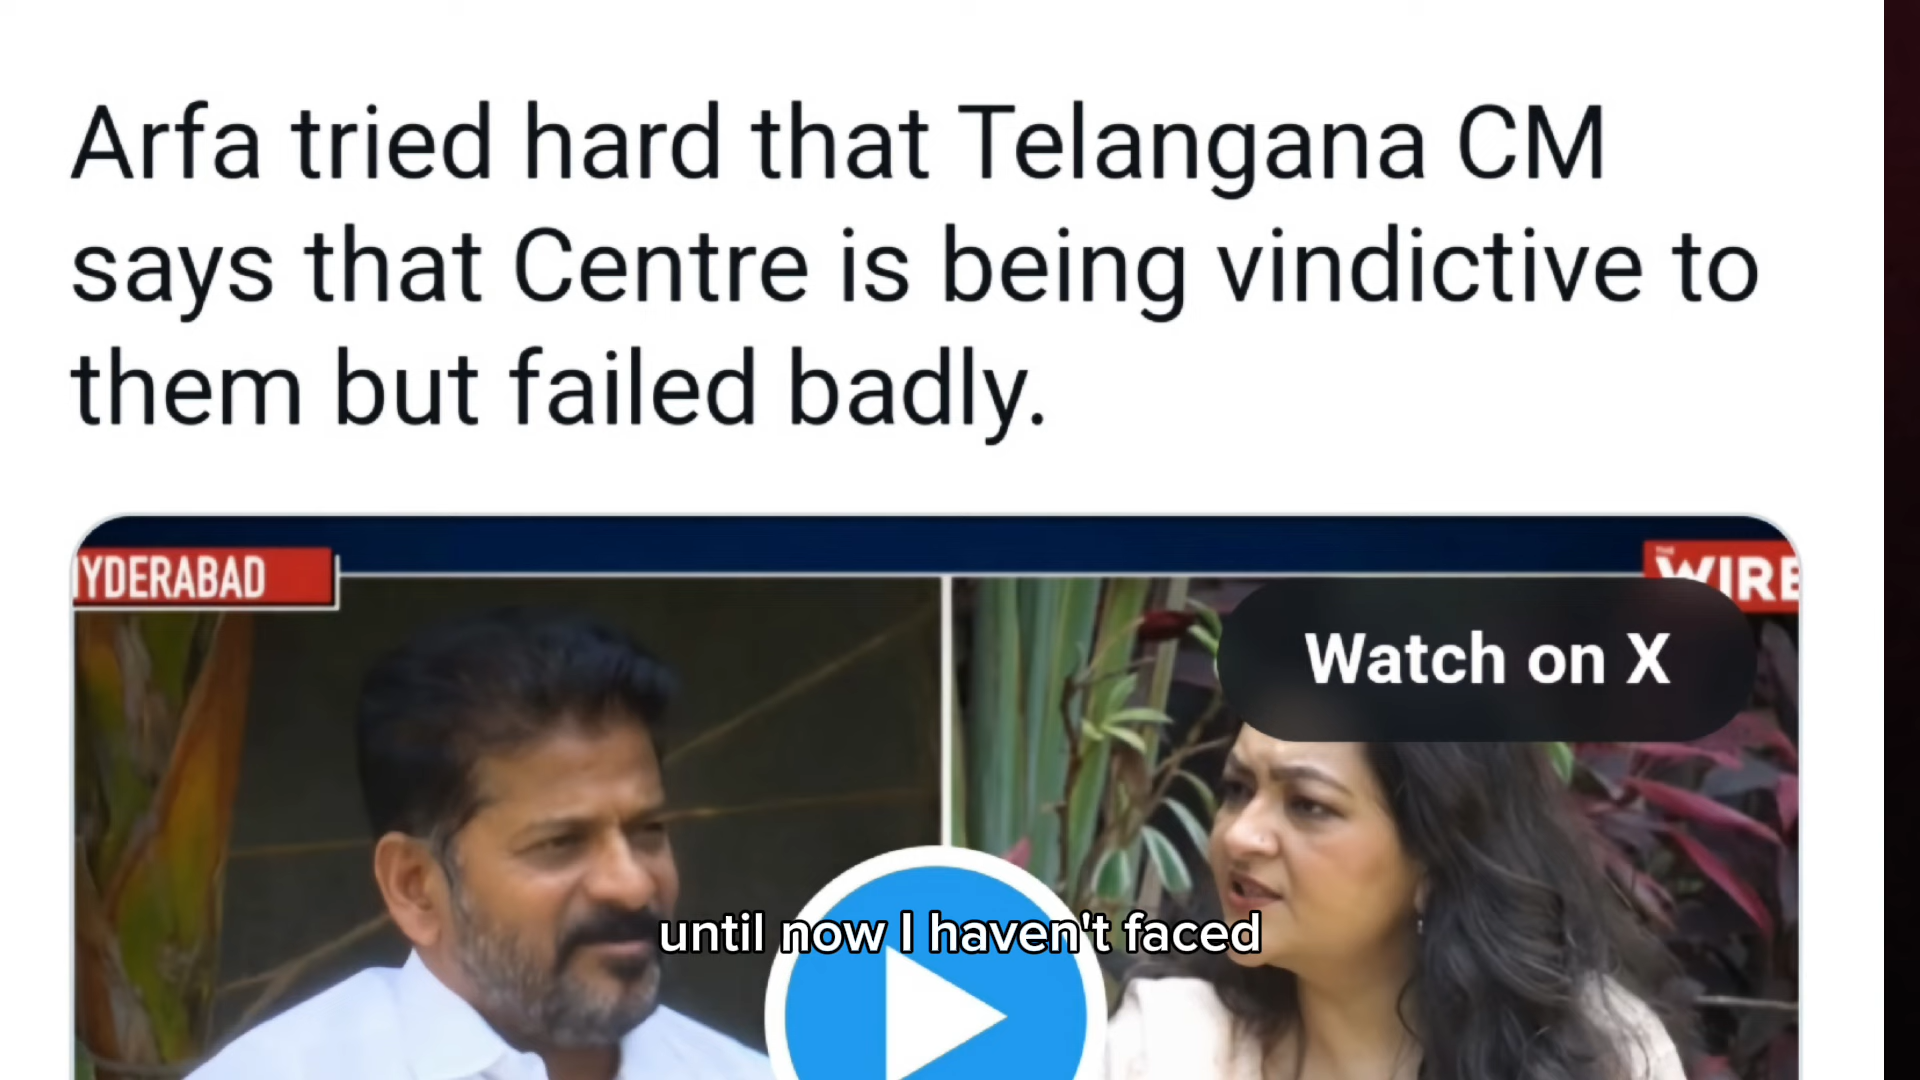 Arfa tried hard that Telangana CM
says that Centre is being vindictive to
them but failed badly.
YDERABAD
THE
WIRE
Watch on X
until now I haven't faced